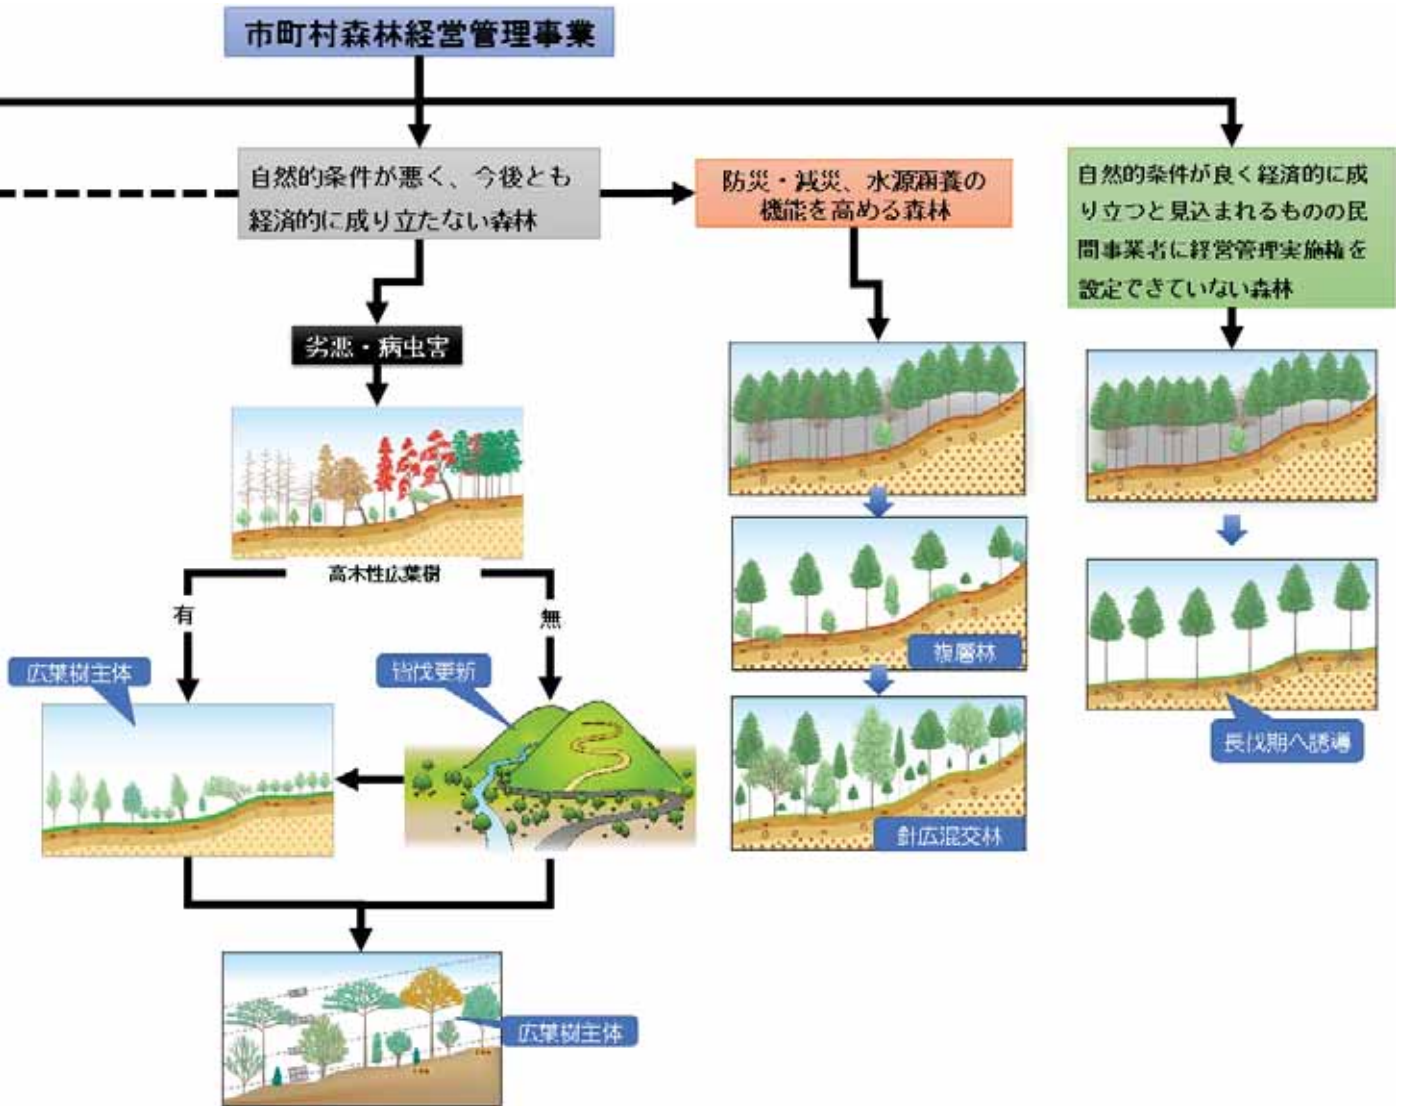 市町村森林経営管理事業
自然的条件が悪く、今後とも
経済的に成り立たない森林
防災・減災、水源涵養の
機能を高める森林
自然的条件が良く経済的に成
り立つと見込まれるものの民
間事業者に経営管理実施権を
設定できていない森林
劣悪・病虫害
高木性広葉樹
有
無
広葉樹主体
皆伐更新
複層林
針広混交林
長伐期へ誘導
広葉樹主体